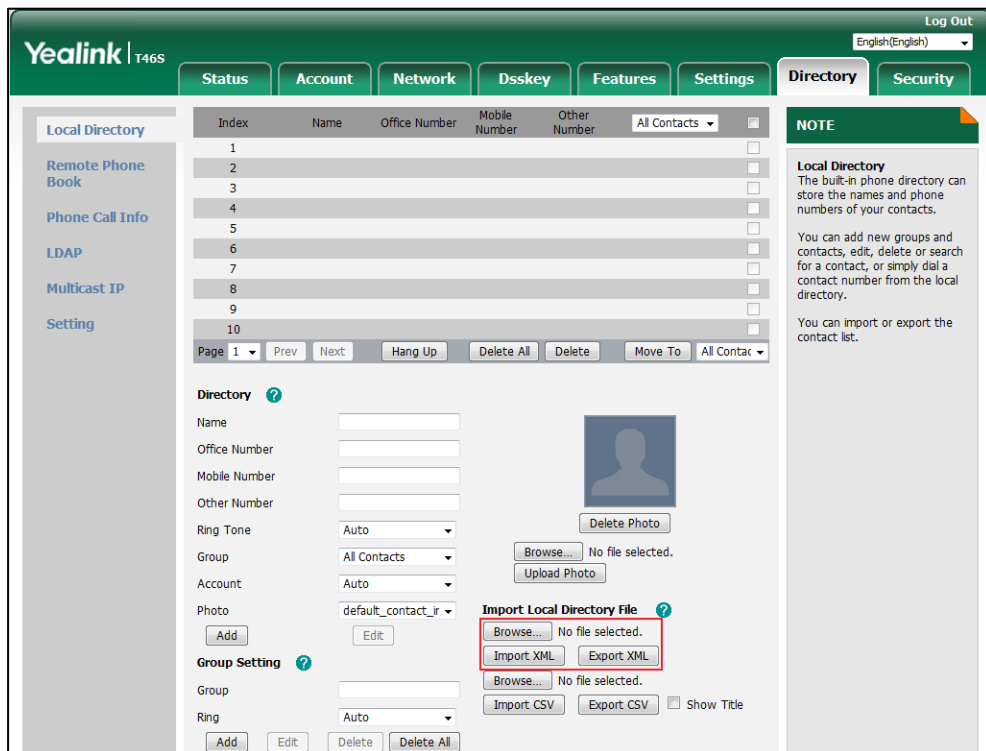 Log Out
Yealink | T46S
English(English)
Status Account Network Dsskey Features Settings Directory Security
Local Directory
Remote Phone
Book
Phone Call Info
LDAP
Multicast IP
Setting
Index Name Office Number Mobile Number Other Number All Contacts
1
2
3
4
5
6
7
8
9
10
Page 1 Prev Next Hang Up Delete All Delete Move To All Contac
Directory ?
Name
Office Number
Mobile Number
Other Number
Ring Tone Auto
Group All Contacts
Account Auto
Photo default_contact_ir
Add Edit
Delete Photo
Browse... No file selected.
Upload Photo
Import Local Directory File ?
Browse... No file selected.
Import XML Export XML
Browse... No file selected.
Import CSV Export CSV Show Title
Group Setting ?
Group
Ring Auto
Add Edit Delete Delete All
NOTE
Local Directory
The built-in phone directory can
store the names and phone
numbers of your contacts.
You can add new groups and
contacts, edit, delete or search
for a contact, or simply dial a
contact number from the local
directory.
You can import or export the
contact list.